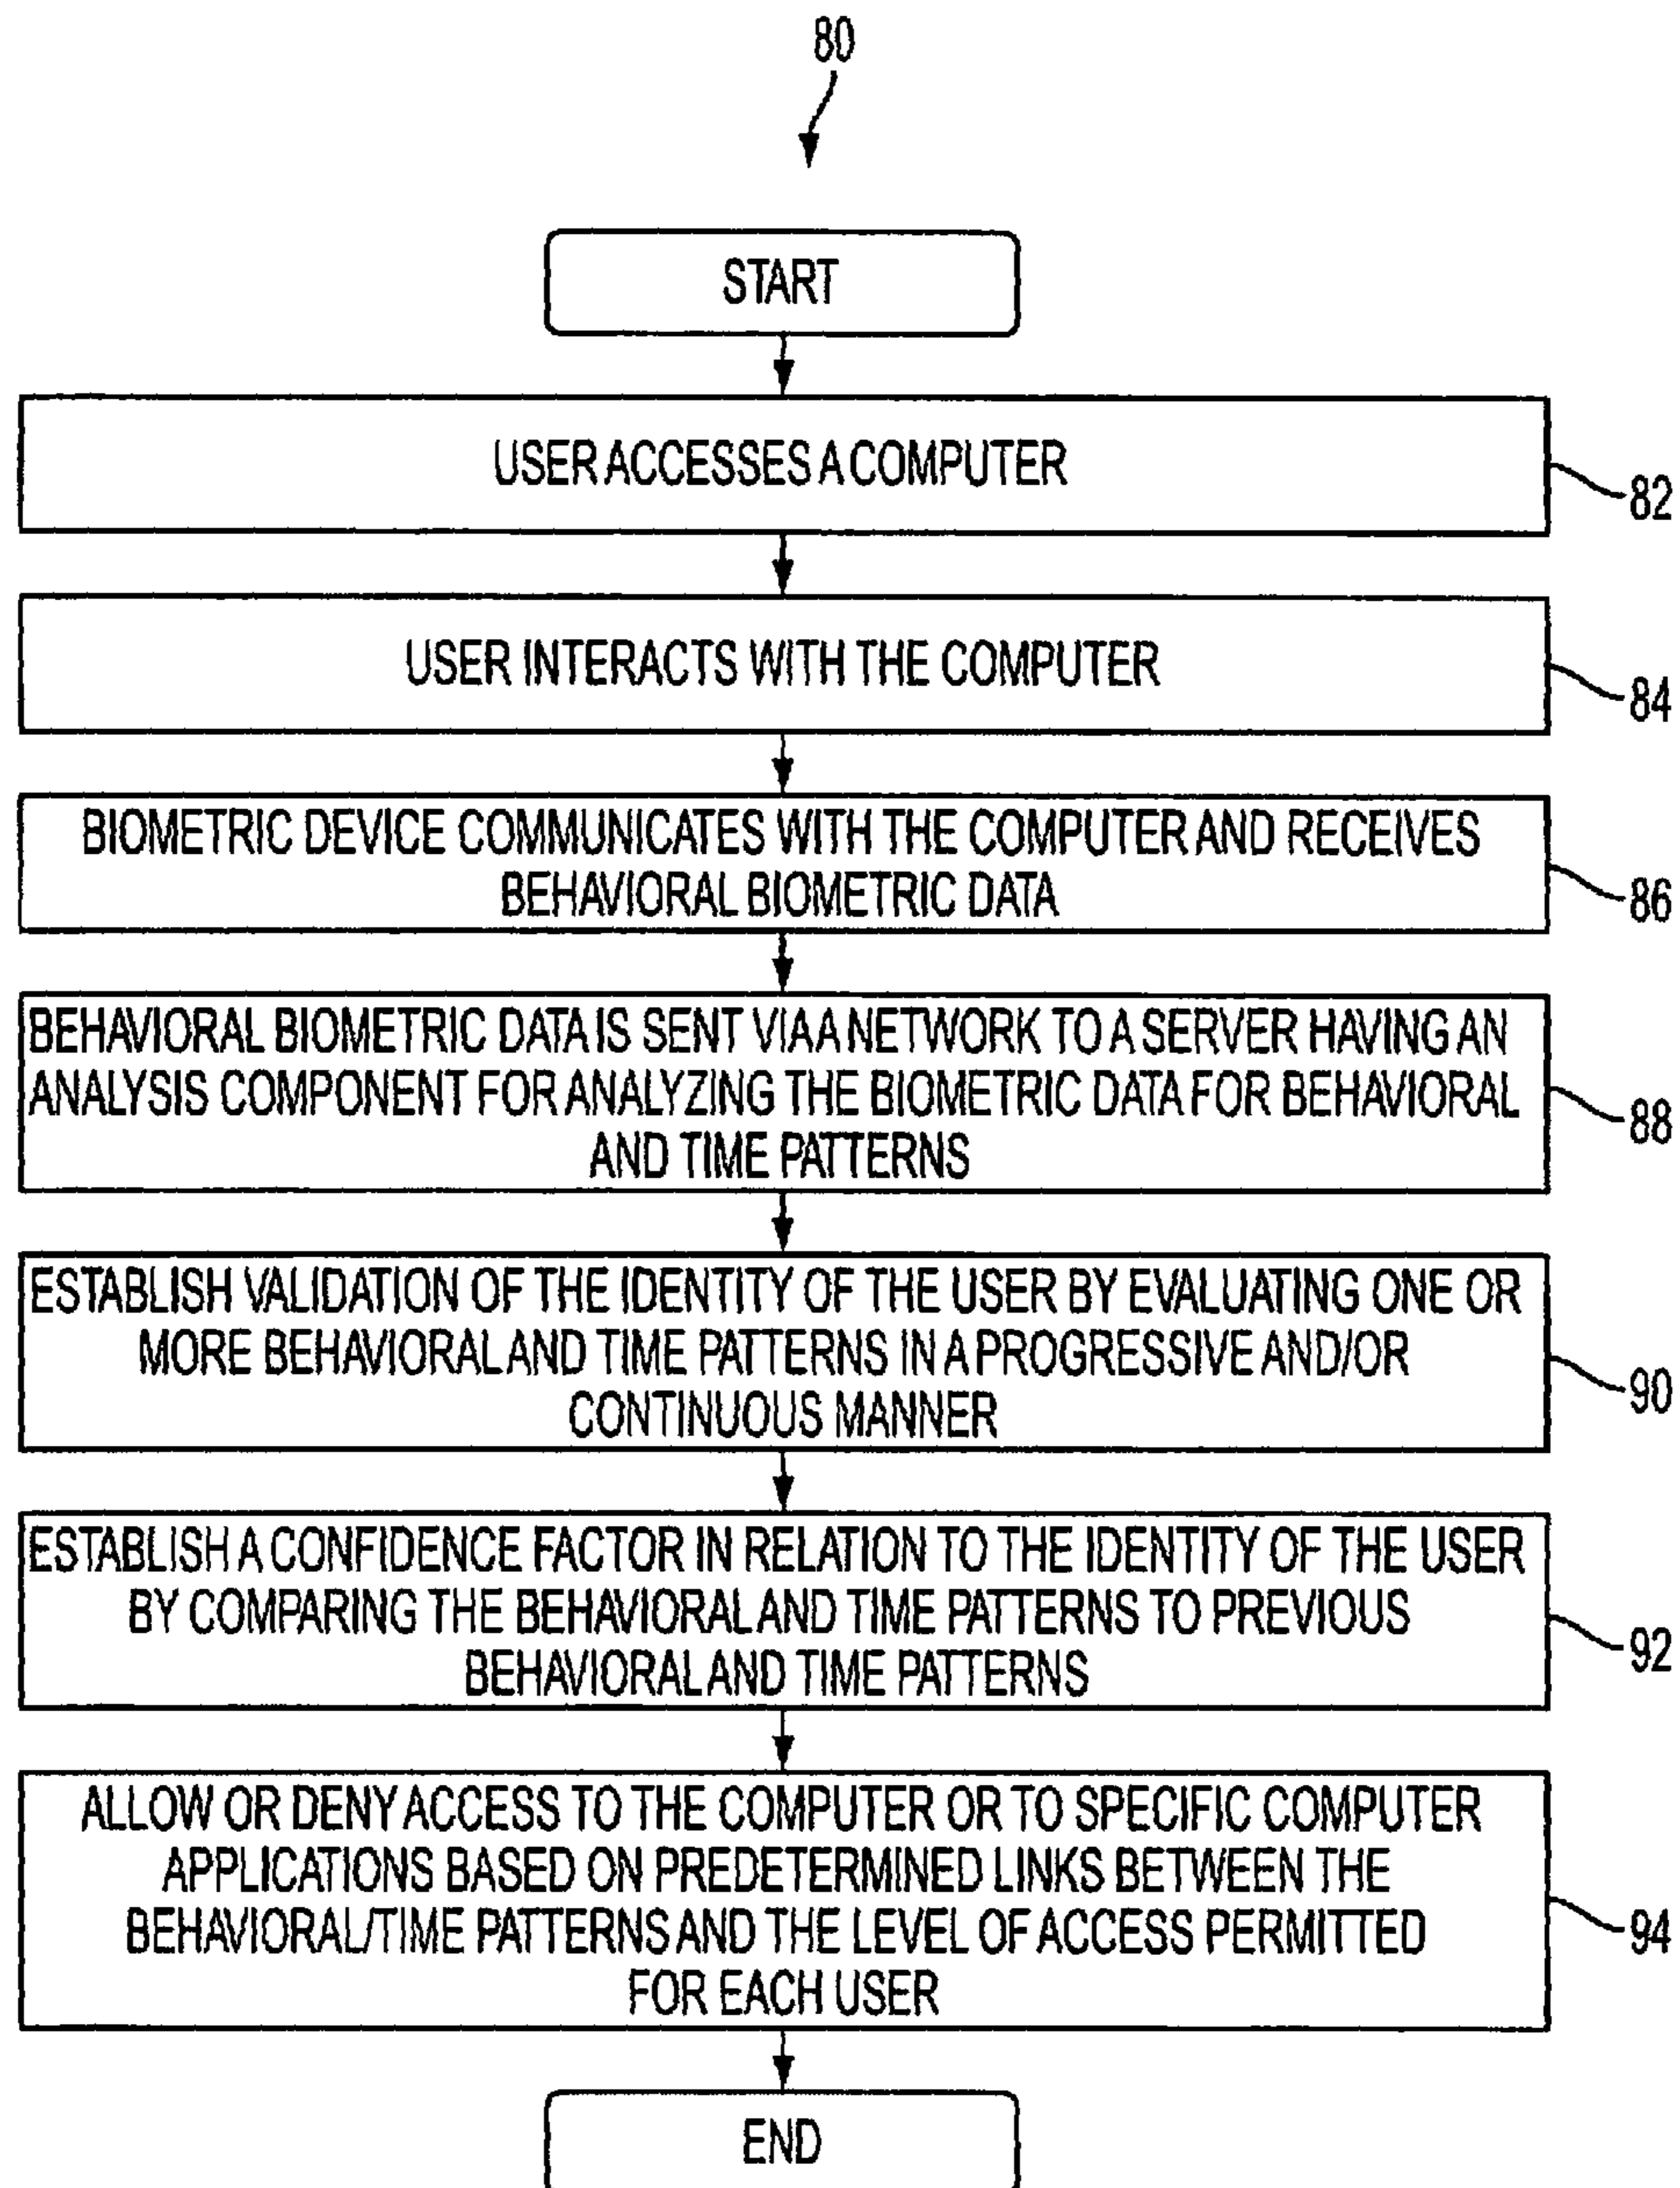 80
START
USER ACCESSES A COMPUTER
82
USER INTERACTS WITH THE COMPUTER
84
BIOMETRIC DEVICE COMMUNICATES WITH THE COMPUTER AND RECEIVES
BEHAVIORAL BIOMETRIC DATA
86
BEHAVIORAL BIOMETRIC DATA IS SENT VIA A NETWORK TO A SERVER HAVING AN
ANALYSIS COMPONENT FOR ANALYZING THE BIOMETRIC DATA FOR BEHAVIORAL
AND TIME PATTERNS
88
ESTABLISH VALIDATION OF THE IDENTITY OF THE USER BY EVALUATING ONE OR
MORE BEHAVIORAL AND TIME PATTERNS IN A PROGRESSIVE AND/OR
CONTINUOUS MANNER
90
ESTABLISH A CONFIDENCE FACTOR IN RELATION TO THE IDENTITY OF THE USER
BY COMPARING THE BEHAVIORAL AND TIME PATTERNS TO PREVIOUS
BEHAVIORAL AND TIME PATTERNS
92
ALLOW OR DENY ACCESS TO THE COMPUTER OR TO SPECIFIC COMPUTER
APPLICATIONS BASED ON PREDETERMINED LINKS BETWEEN THE
BEHAVIORAL/TIME PATTERNS AND THE LEVEL OF ACCESS PERMITTED
FOR EACH USER
94
END